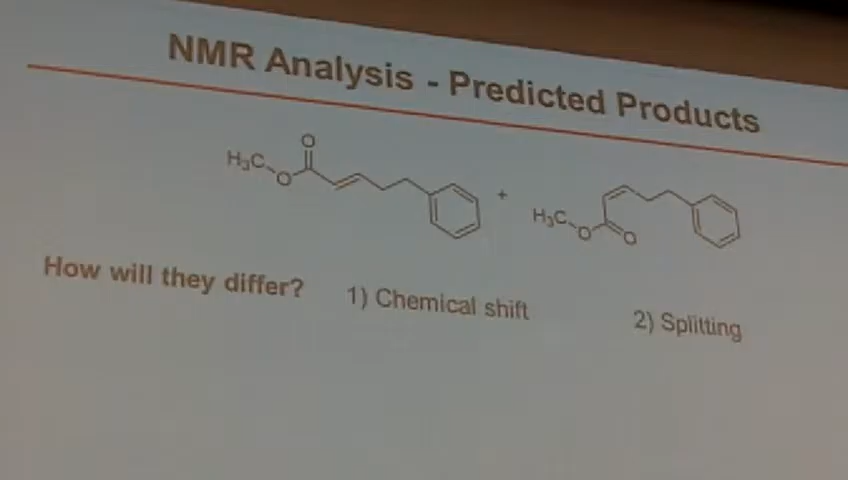 NMR Analysis - Predicted Products
O
H₃C
O
+
H₃C
O
O
How will they differ?
1) Chemical shift
2) Splitting